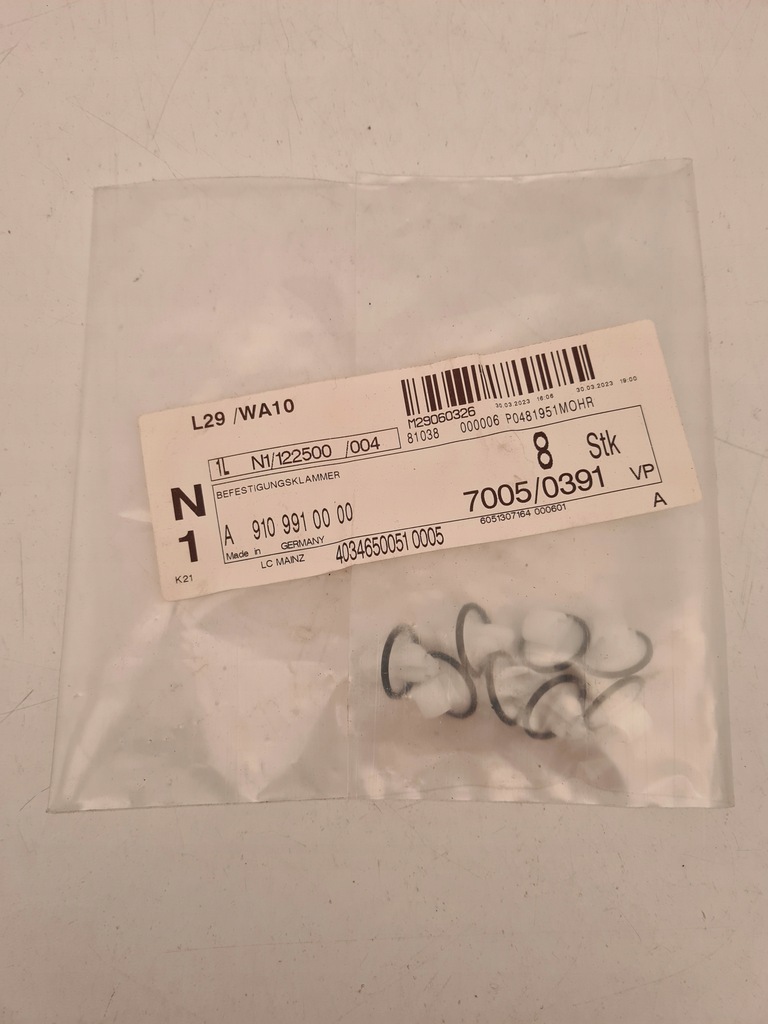 L29 /WA10
M29060326 30.03.2023 16:06 30.03.2023 19:00
81038 000006 P0481951MOHR
1L N1/122500 /004
N
1
BEFESTIGUNGSKLAMMER
8 Stk
A 910 991 00 00
7005/0391 VP
Made in GERMANY
6051307164 000601
A
K21
LC MAINZ
4034650051 0005